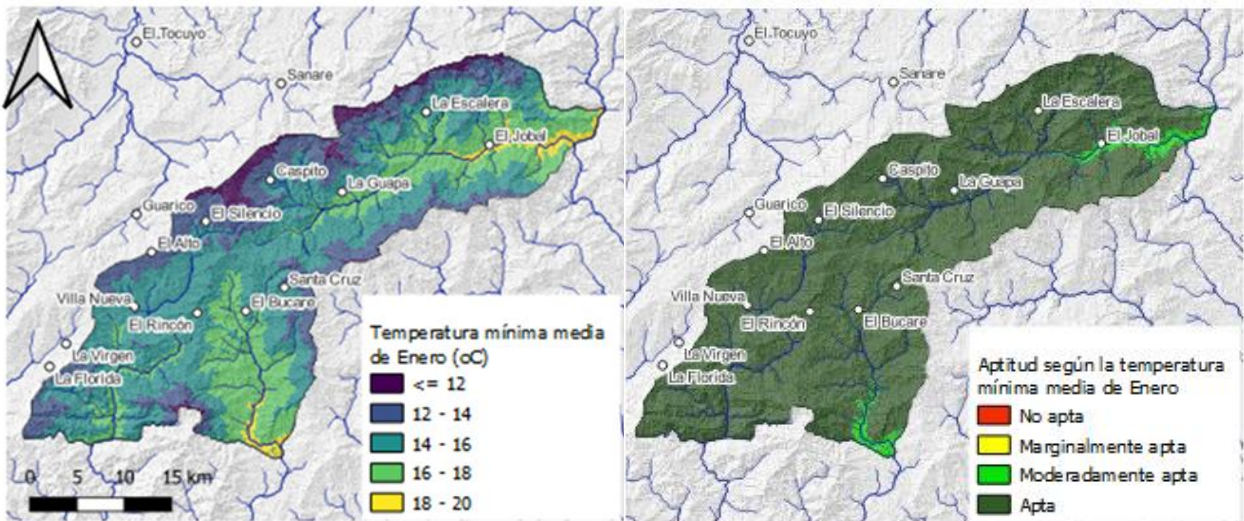 El Tocuyo
Sanare
La Escalera
El Jobal
Caspito
La Guapa
Guarico
El Silencio
El Alto
Santa Cruz
Villa Nueva
El Rincón
El Bucare
La Virgen
La Florida
Temperatura mínima media
de Enero (oC)
<= 12
12 - 14
14 - 16
16 - 18
18 - 20
0 5 10 15 km
El Tocuyo
Sanare
La Escalera
El Jobal
Caspito
La Guapa
Guarico
El Silencio
El Alto
Santa Cruz
Villa Nueva
El Rincón
El Bucare
La Virgen
La Florida
Aptitud según la temperatura
mínima media de Enero
No apta
Marginalmente apta
Moderadamente apta
Apta